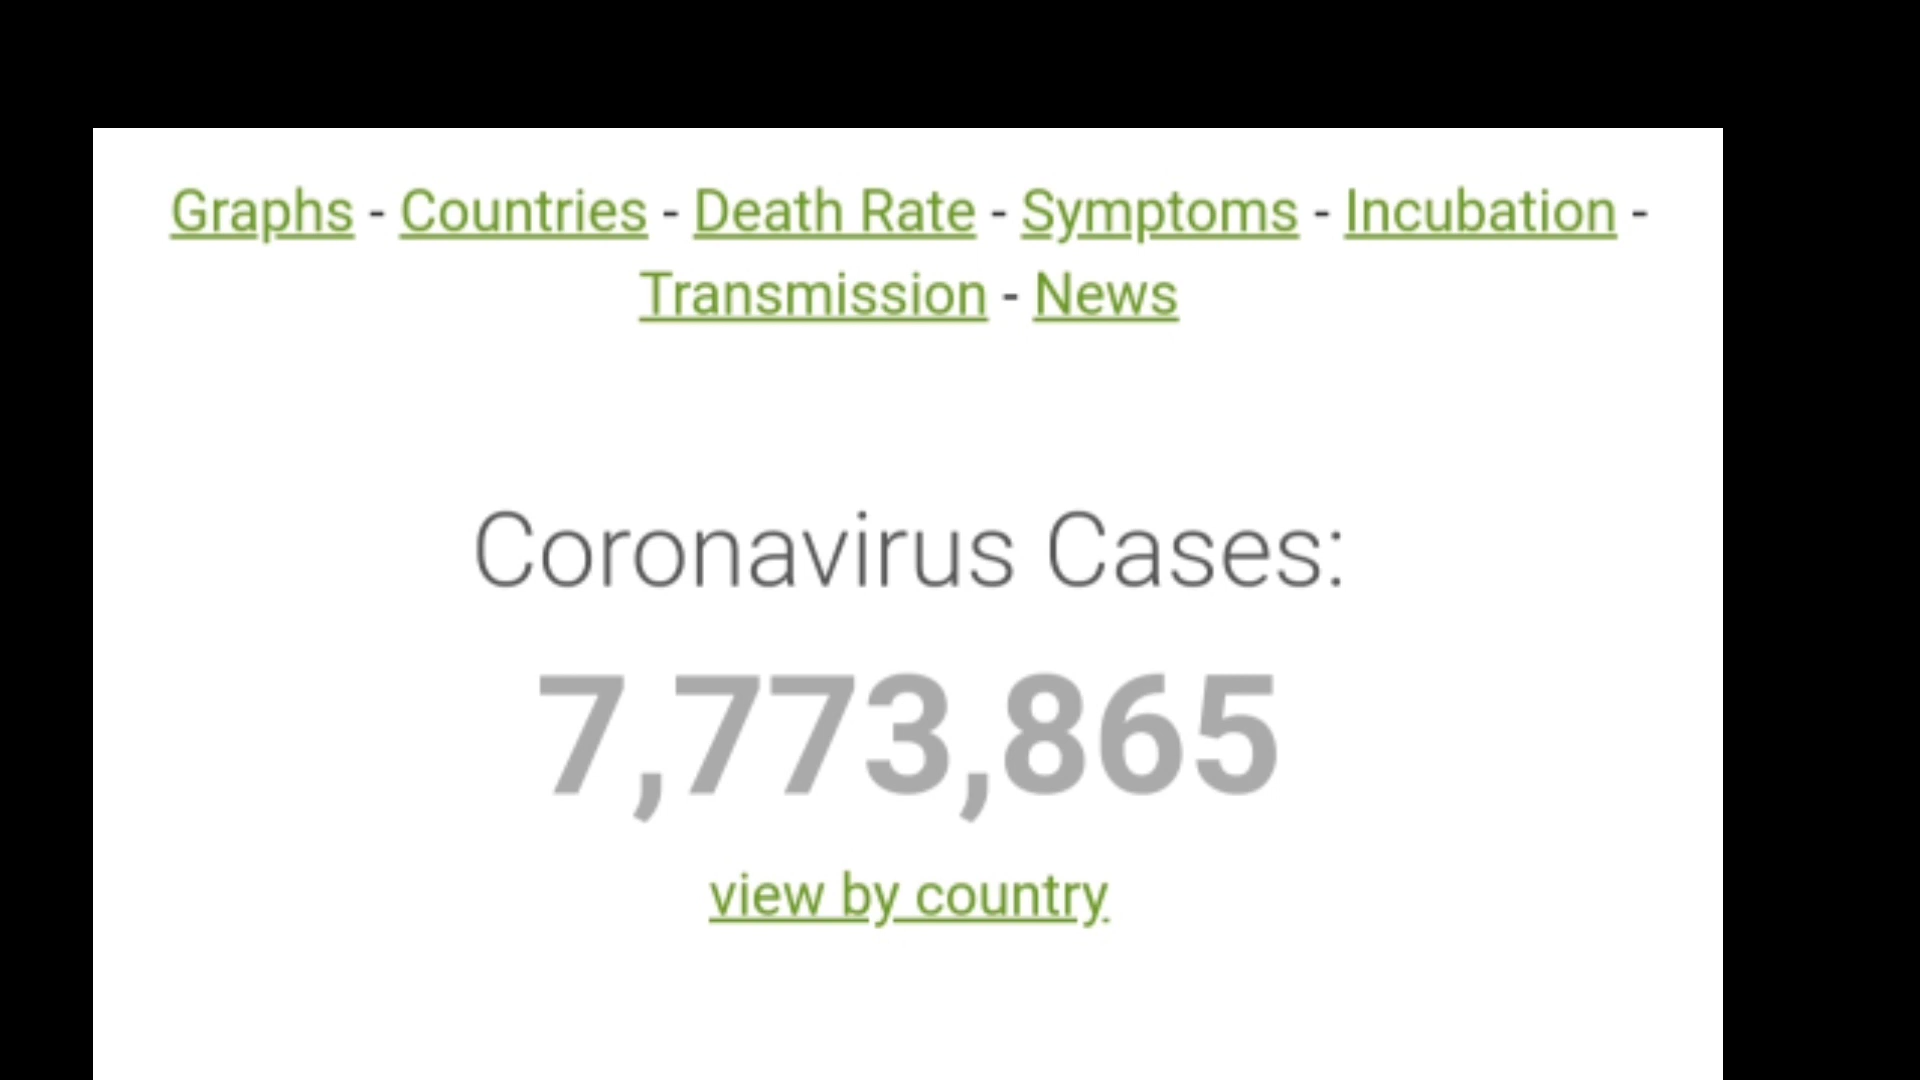 Graphs - Countries - Death Rate - Symptoms - Incubation -
Transmission - News
Coronavirus Cases:
7,773,865
view by country